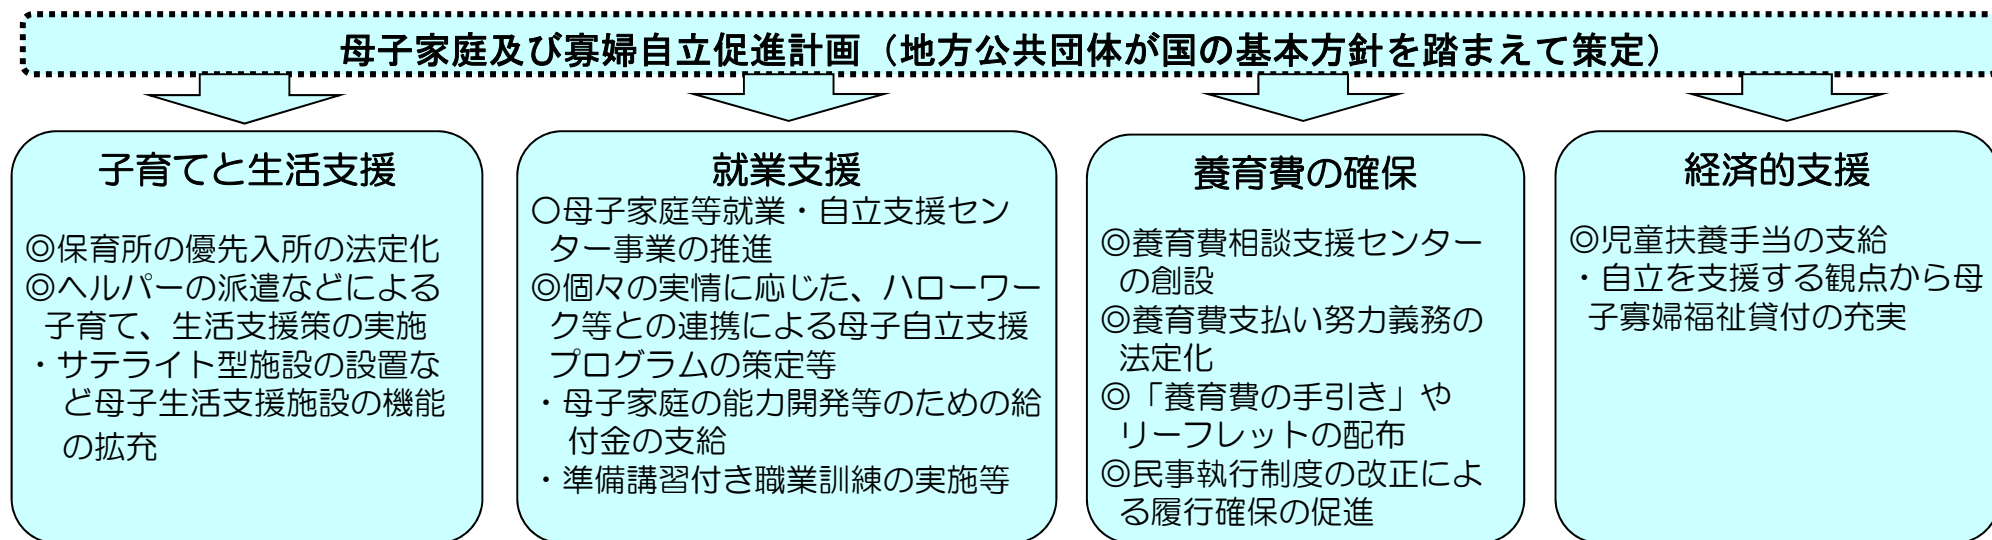 母子家庭及び寡婦自立促進計画（地方公共団体が国の基本方針を踏まえて策定）
子育てと生活支援
◎保育所の優先入所の法定化
◎ヘルパーの派遣などによる
子育て、生活支援策の実施
・サテライト型施設の設置な
ど母子生活支援施設の機能
の拡充
就業支援
〇母子家庭等就業・自立支援セン
ター事業の推進
◎個々の実情に応じた、ハローワー
ク等との連携による母子自立支援
プログラムの策定等
・母子家庭の能力開発等のための給
付金の支給
・準備講習付き職業訓練の実施等
養育費の確保
◎養育費相談支援センター
の創設
◎養育費支払い努力義務の
法定化
◎「養育費の手引き」や
リーフレットの配布
◎民事執行制度の改正によ
る履行確保の促進
経済的支援
◎児童扶養手当の支給
・自立を支援する観点から母
子寡婦福祉貸付の充実